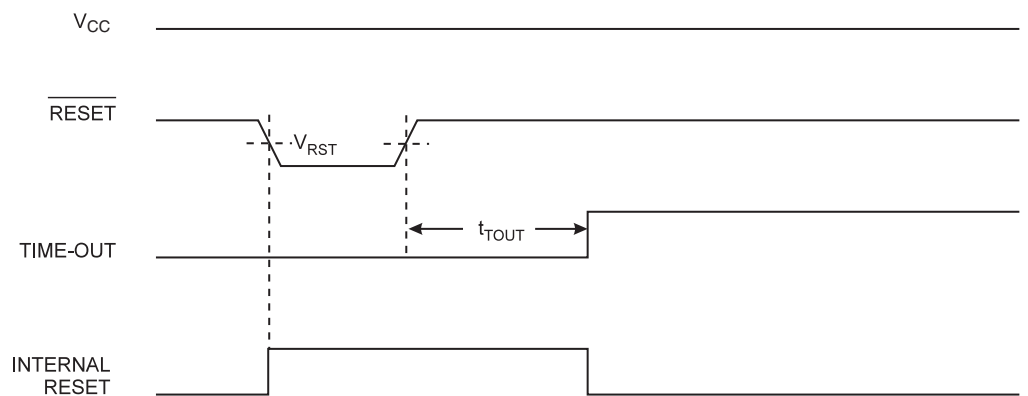 VCC
RESET
VRST
tTOUT
TIME-OUT
INTERNAL
RESET